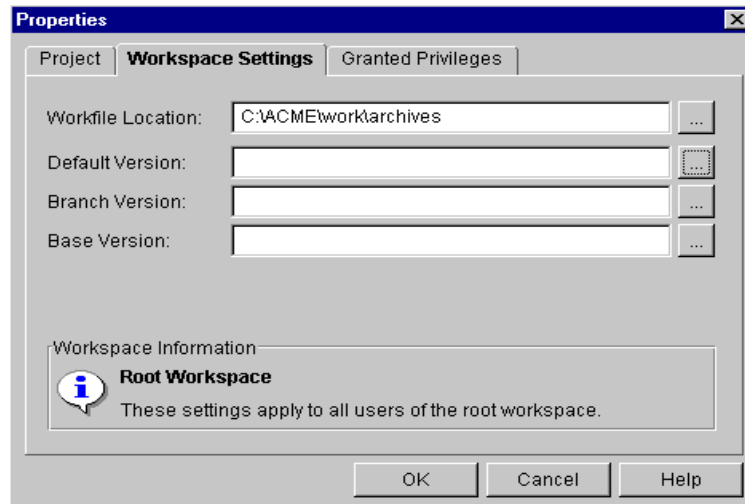 Properties
Project Workspace Settings Granted Privileges
Workfile Location: C:\ACME\work\archives ...
Default Version: ...
Branch Version: ...
Base Version: ...
Workspace Information
Root Workspace
These settings apply to all users of the root workspace.
OK Cancel Help